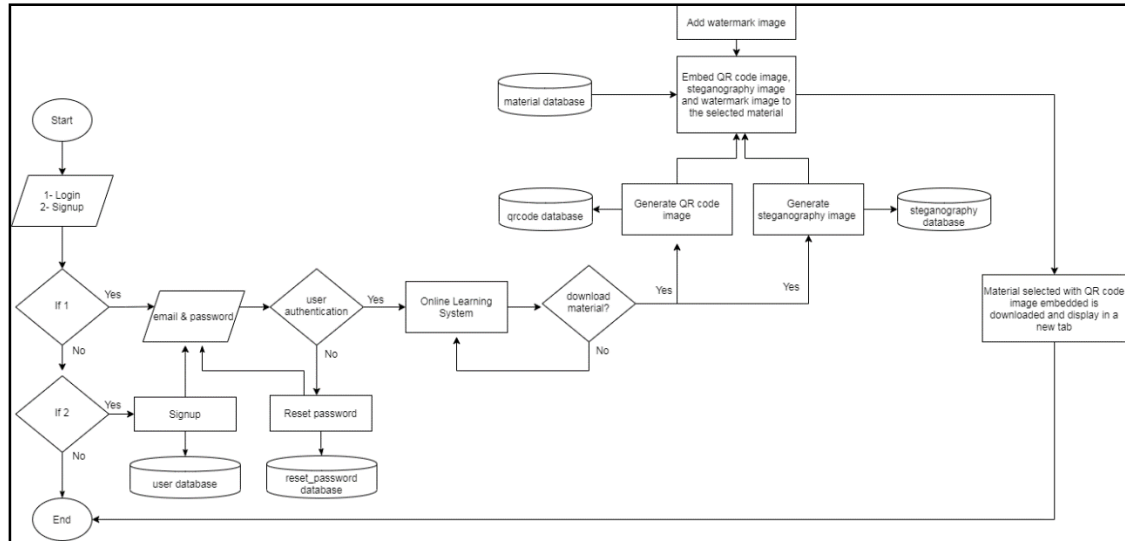 Add watermark image
Embed QR code image,
steganography image
and watermark image to
the selected material
material database
Start
1- Login
2- Signup
qrcode database
Generate QR code
image
Generate
steganography image
steganography
database
If 1
Yes
email & password
user
authentication
Yes
Online Learning
System
download
material?
Yes
Yes
Material selected with QR code
image embedded is
downloaded and display in a
new tab
No
No
No
If 2
Yes
Signup
Reset password
No
user database
reset_password
database
End